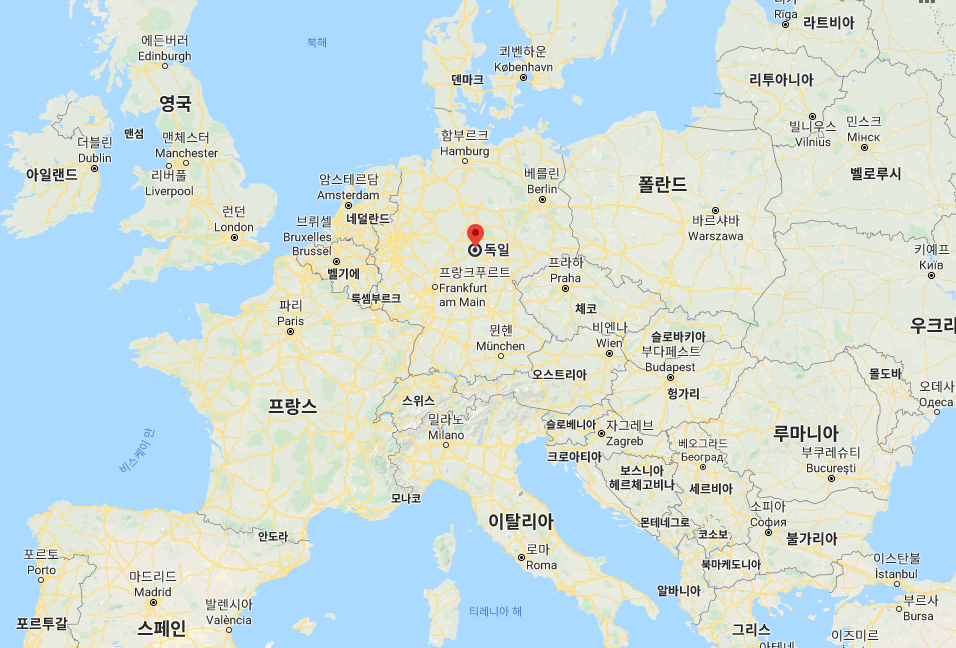 Riga
라트비아
에든버러
Edinburgh
북해
쾨벤하운
København
덴마크
리투아니아
영국
더블린
Dublin
맨섬
맨체스터
Manchester
함부르크
Hamburg
빌니우스
Vilnius
민스크
Мінск
아일랜드
리버풀
Liverpool
암스테르담
Amsterdam
베를린
Berlin
폴란드
벨로루시
런던
London
브뤼셀
Bruxelles
Brussel
네덜란드
바르샤바
Warszawa
독일
벨기에
프랑크푸르트
Frankfurt
am Main
프라하
Praha
키예프
Київ
룩셈부르크
파리
Paris
체코
뮌헨
München
비엔나
Wien
슬로바키아
부다페스트
Budapest
우크라
오스트리아
헝가리
몰도바
오데사
Одеса
프랑스
스위스
밀라노
Milano
슬로베니아
자그레브
Zagreb
루마니아
크로아티아
베오그라드
Београд
부쿠레슈티
București
비스케이 만
보스니아
헤르체고비나
세르비아
모나코
이탈리아
몬테네그로
소피아
София
코소보
불가리아
안도라
로마
Roma
북마케도니아
이스탄불
İstanbul
포르토
Porto
마드리드
Madrid
알바니아
발렌시아
València
티레니아 해
부르사
Bursa
포르투갈
스페인
그리스
이즈미르
아테네